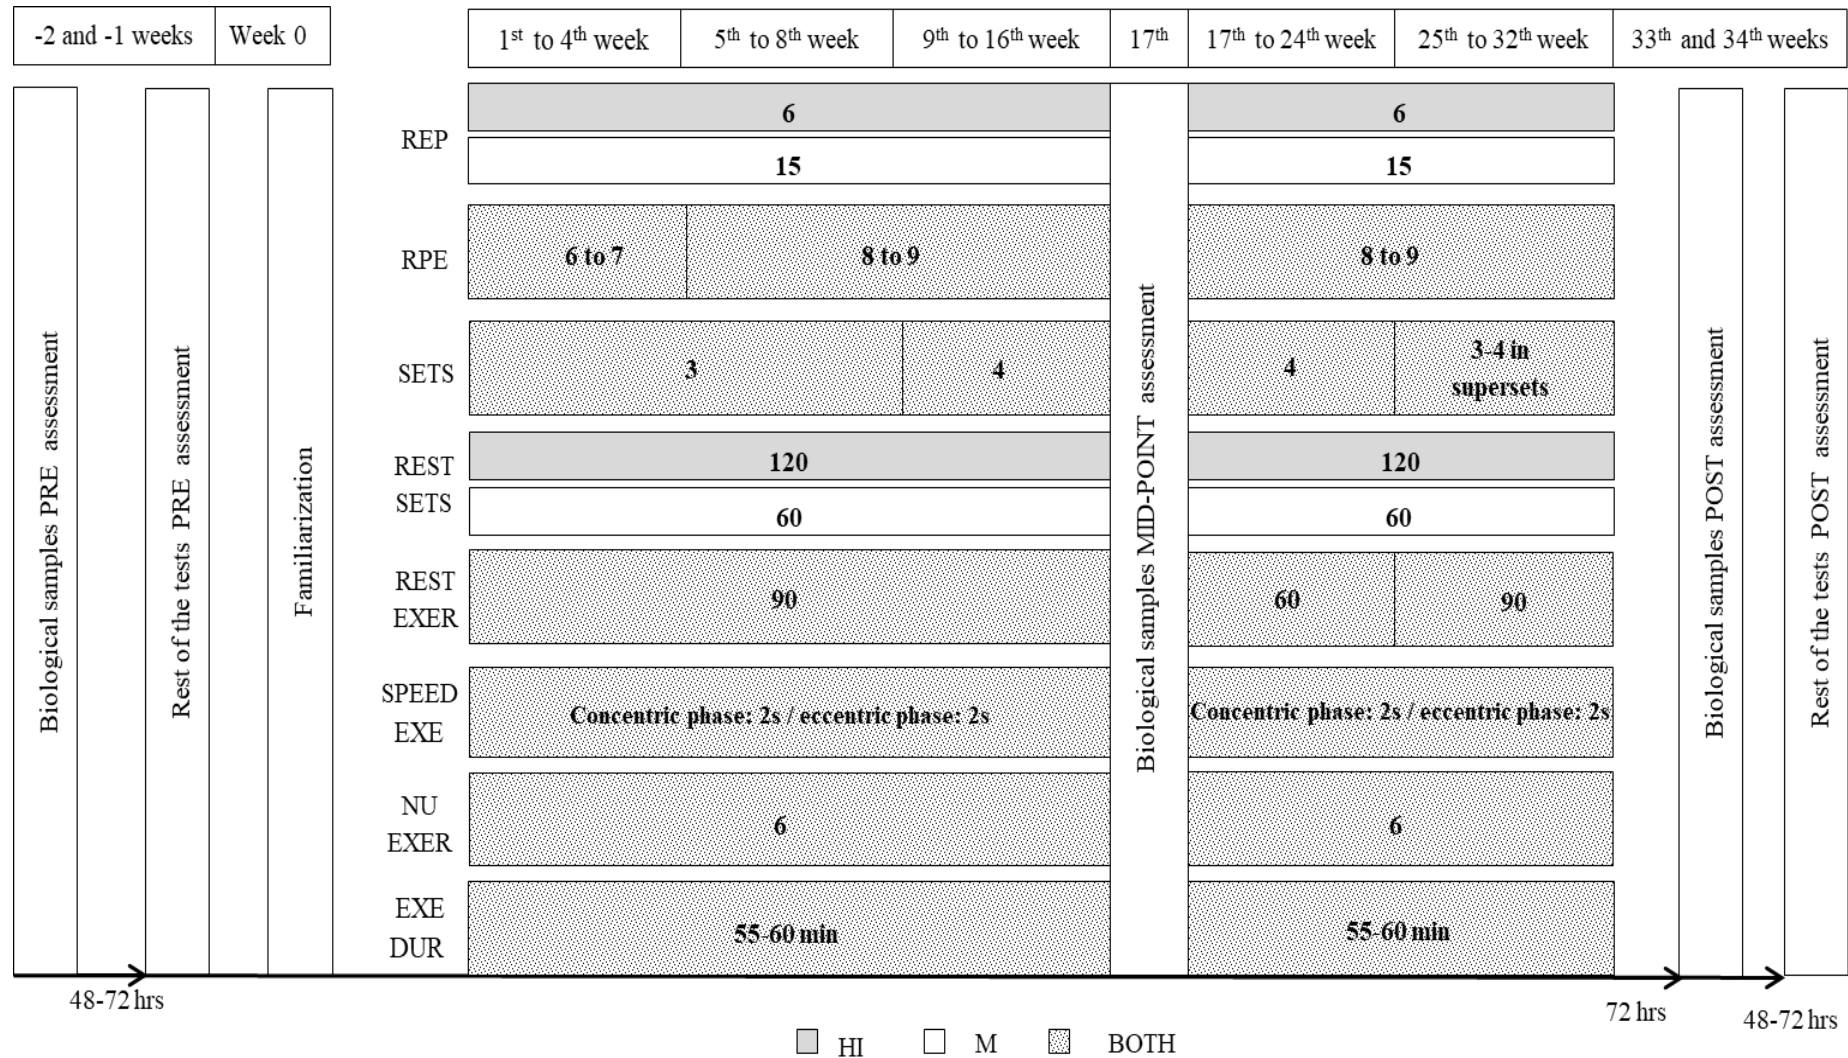 -2 and -1 weeks
Week 0
1st to 4th week
5th to 8th week
9th to 16th week
17th
17th to 24th week
25th to 32th week
33th and 34th weeks
Biological samples PRE assessment
Rest of the tests PRE assessment
Familiarization
REP
6
6
15
15
RPE
6 to 7
8 to 9
8 to 9
SETS
3
4
4
3-4 in
supersets
REST
SETS
120
120
60
60
REST
EXER
90
60
90
SPEED
EXE
Concentric phase: 2s / eccentric phase: 2s
Concentric phase: 2s / eccentric phase: 2s
NU
EXER
6
6
EXE
DUR
55-60 min
55-60 min
Biological samples MID-POINT assessment
Biological samples POST assessment
Rest of the tests POST assessment
48-72 hrs
72 hrs
48-72 hrs
HI
M
BOTH